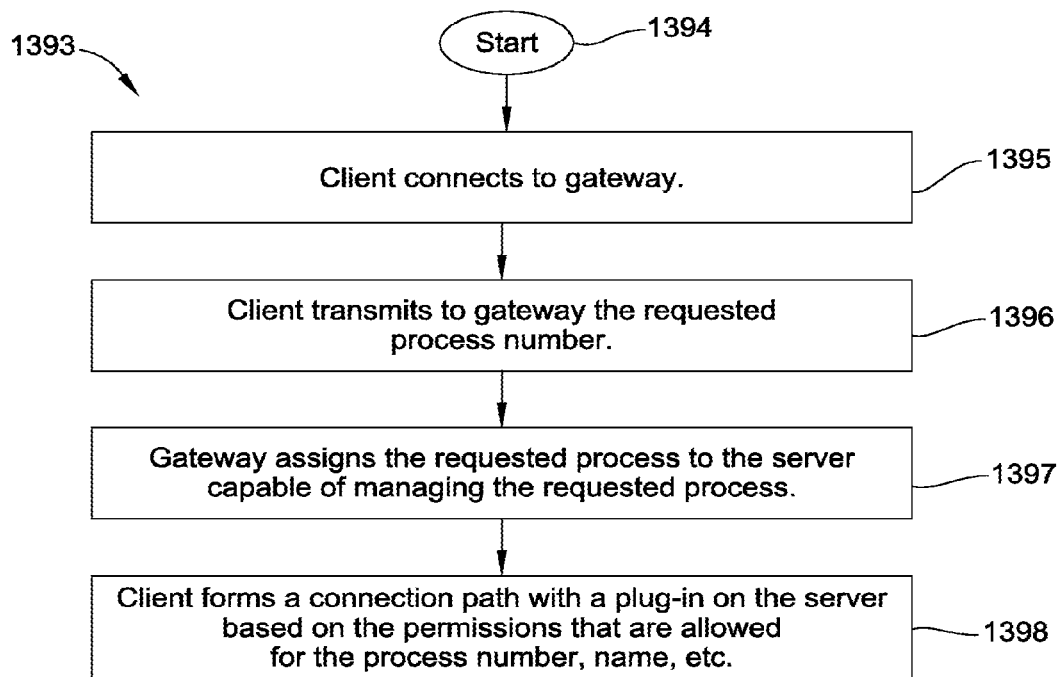 1393
Start
1394
Client connects to gateway.
1395
Client transmits to gateway the requested
process number.
1396
Gateway assigns the requested process to the server
capable of managing the requested process.
1397
Client forms a connection path with a plug-in on the server
based on the permissions that are allowed
for the process number, name, etc.
1398